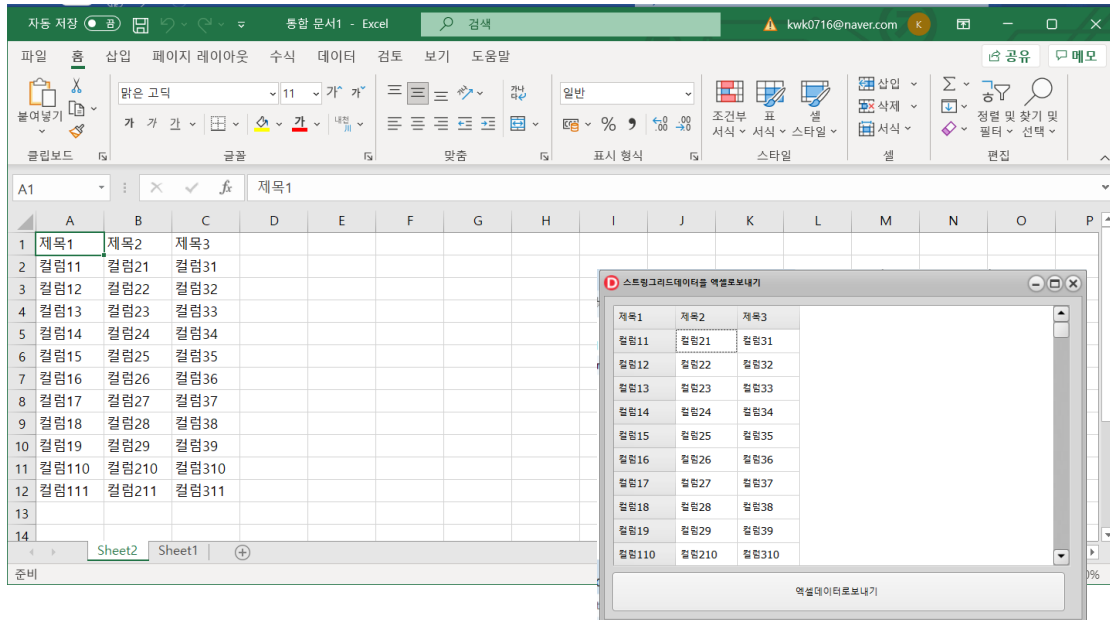 자동 저장 끔 통합 문서1 - Excel 검색 kwk0716@naver.com K
파일 홈 삽입 페이지 레이아웃 수식 데이터 검토 보기 도움말 공유 메모
붙여넣기 맑은 고딕 11 가 가 가 가 가 가 내천 가나다 일반 % 조건부 서식 표 서식 셀 스타일 삽입 삭제 서식 정렬 및 필터 찾기 및 선택
클립보드 글꼴 맞춤 표시 형식 스타일 셀 편집
A1 fx 제목1
A B C D E F G H I J K L M N O P
1 제목1 제목2 제목3
2 컬럼11 컬럼21 컬럼31
3 컬럼12 컬럼22 컬럼32
4 컬럼13 컬럼23 컬럼33
5 컬럼14 컬럼24 컬럼34
6 컬럼15 컬럼25 컬럼35
7 컬럼16 컬럼26 컬럼36
8 컬럼17 컬럼27 컬럼37
9 컬럼18 컬럼28 컬럼38
10 컬럼19 컬럼29 컬럼39
11 컬럼110 컬럼210 컬럼310
12 컬럼111 컬럼211 컬럼311
13
14
Sheet2 Sheet1
준비
D 스트링그리드데이터를 액셀로보내기
제목1 제목2 제목3
컬럼11 컬럼21 컬럼31
컬럼12 컬럼22 컬럼32
컬럼13 컬럼23 컬럼33
컬럼14 컬럼24 컬럼34
컬럼15 컬럼25 컬럼35
컬럼16 컬럼26 컬럼36
컬럼17 컬럼27 컬럼37
컬럼18 컬럼28 컬럼38
컬럼19 컬럼29 컬럼39
컬럼110 컬럼210 컬럼310
액셀데이터로보내기